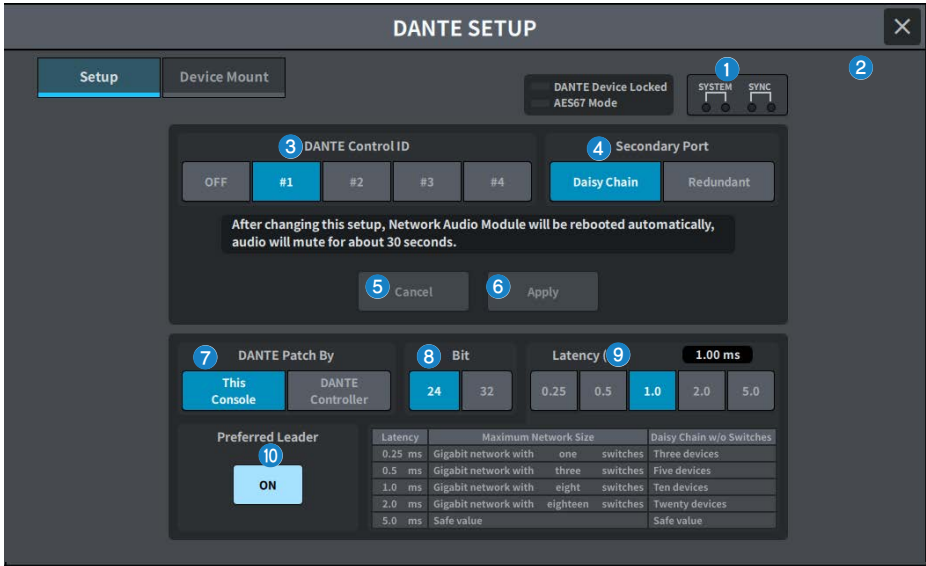 DANTE SETUP
Setup
Device Mount
1
2
DANTE Device Locked
AES67 Mode
SYSTEM
SYNC
3
DANTE Control ID
4
Secondary Port
OFF
#1
#2
#3
#4
Daisy Chain
Redundant
After changing this setup, Network Audio Module will be rebooted automatically,
audio will mute for about 30 seconds.
5
Cancel
6
Apply
7
DANTE Patch By
8
Bit
Latency (
9
1.00 ms
This
Console
DANTE
Controller
24
32
0.25
0.5
1.0
2.0
5.0
Preferred Leader
10
ON
Latency Maximum Network Size Daisy Chain w/o Switches
0.25 ms Gigabit network with one switches Three devices
0.5 ms Gigabit network with three switches Five devices
1.0 ms Gigabit network with eight switches Ten devices
2.0 ms Gigabit network with eighteen switches Twenty devices
5.0 ms Safe value Safe value